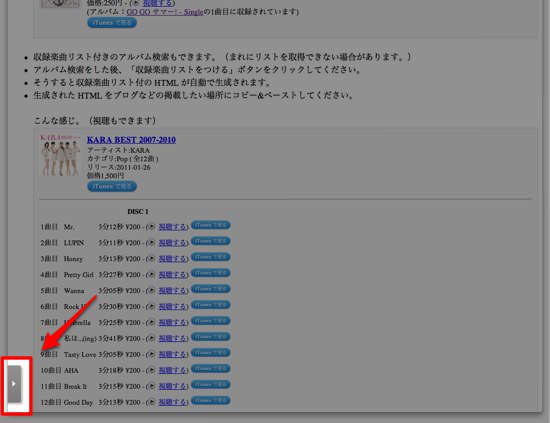 価格:250円 - ( 視聴する)
(アルバム：GO GO サマー! - Singleの1曲目に収録されています)
iTunes で見る
• 収録楽曲リスト付きのアルバム検索もできます。（まれにリストを取得できない場合があります。）
• アルバム検索をした後、「収録楽曲リストをつける」ボタンをクリックしてください。
• そうすると収録楽曲リスト付の HTML が自動で生成されます。
• 生成された HTML をブログなどの掲載したい場所にコピー&ペーストしてください。
こんな感じ。（視聴もできます）
KARA BEST 2007-2010
アーティスト:KARA
カテゴリ:Pop ( 全12曲 )
リリース:2011-01-26
価格1,500円
iTunes で見る
DISC 1
1曲目 Mr. 3分12秒 ¥200 - ( 視聴する) iTunes で見る
2曲目 LUPIN 3分11秒 ¥200 - ( 視聴する) iTunes で見る
3曲目 Honey 3分13秒 ¥200 - ( 視聴する) iTunes で見る
4曲目 Pretty Girl 3分27秒 ¥200 - ( 視聴する) iTunes で見る
5曲目 Wanna 3分05秒 ¥200 - ( 視聴する) iTunes で見る
6曲目 Rock 3分30秒 ¥200 - ( 視聴する) iTunes で見る
7曲目 3分25秒 ¥200 - ( 視聴する) iTunes で見る
私は...(ing) 3分41秒 ¥200 - ( 視聴する) iTunes で見る
9曲目 Tasty Love 3分05秒 ¥200 - ( 視聴する) iTunes で見る
10曲目 AHA 3分18秒 ¥200 - ( 視聴する) iTunes で見る
11曲目 Break It 3分15秒 ¥200 - ( 視聴する) iTunes で見る
12曲目 Good Day 3分13秒 ¥200 - ( 視聴する) iTunes で見る